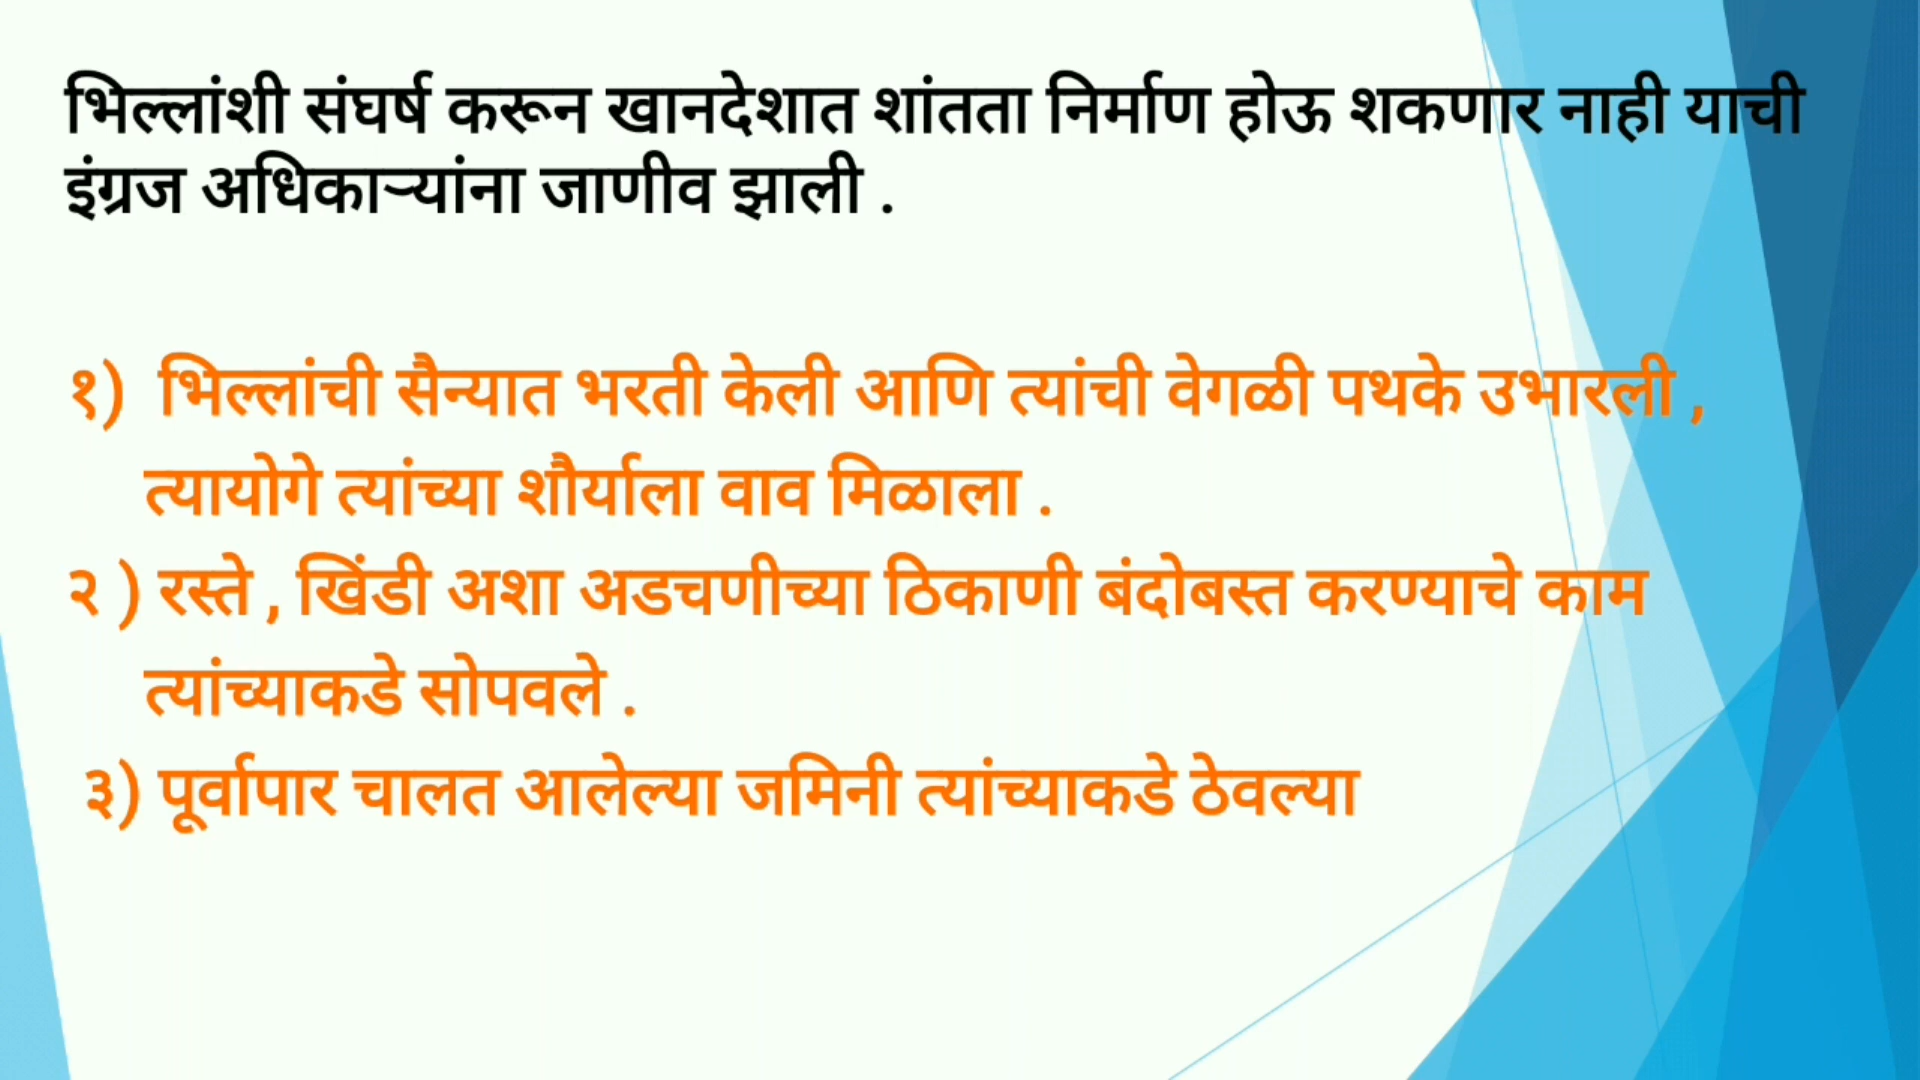 भिल्लांशी संघर्ष करून खानदेशात शांतता निर्माण होऊ शकणार नाही याची
इंग्रज अधिकाऱ्यांना जाणीव झाली .
१) भिल्लांची सैन्यात भरती केली आणि त्यांची वेगळी पथके उभारली ,
त्यायोगे त्यांच्या शौर्याला वाव मिळाला .
२ ) रस्ते , खिंडी अशा अडचणीच्या ठिकाणी बंदोबस्त करण्याचे काम
त्यांच्याकडे सोपवले .
३) पूर्वापार चालत आलेल्या जमिनी त्यांच्याकडे ठेवल्या